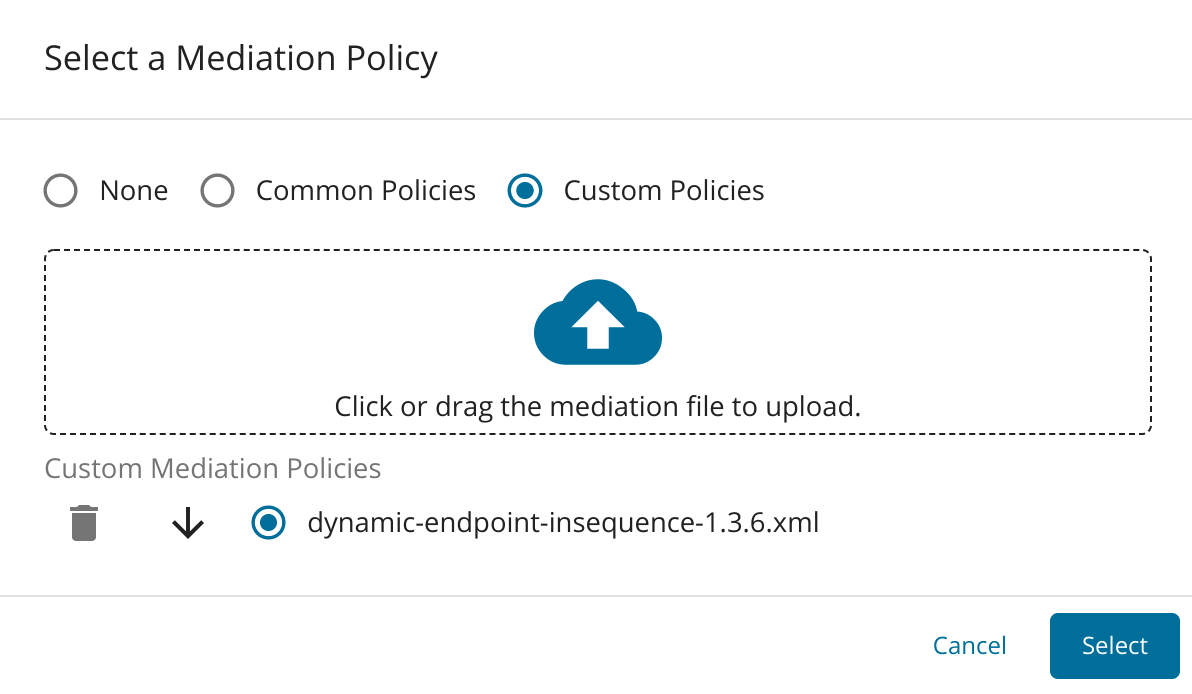 Select a Mediation Policy
None Common Policies Custom Policies
Click or drag the mediation file to upload.
Custom Mediation Policies
dynamic-endpoint-insequence-1.3.6.xml
Cancel Select